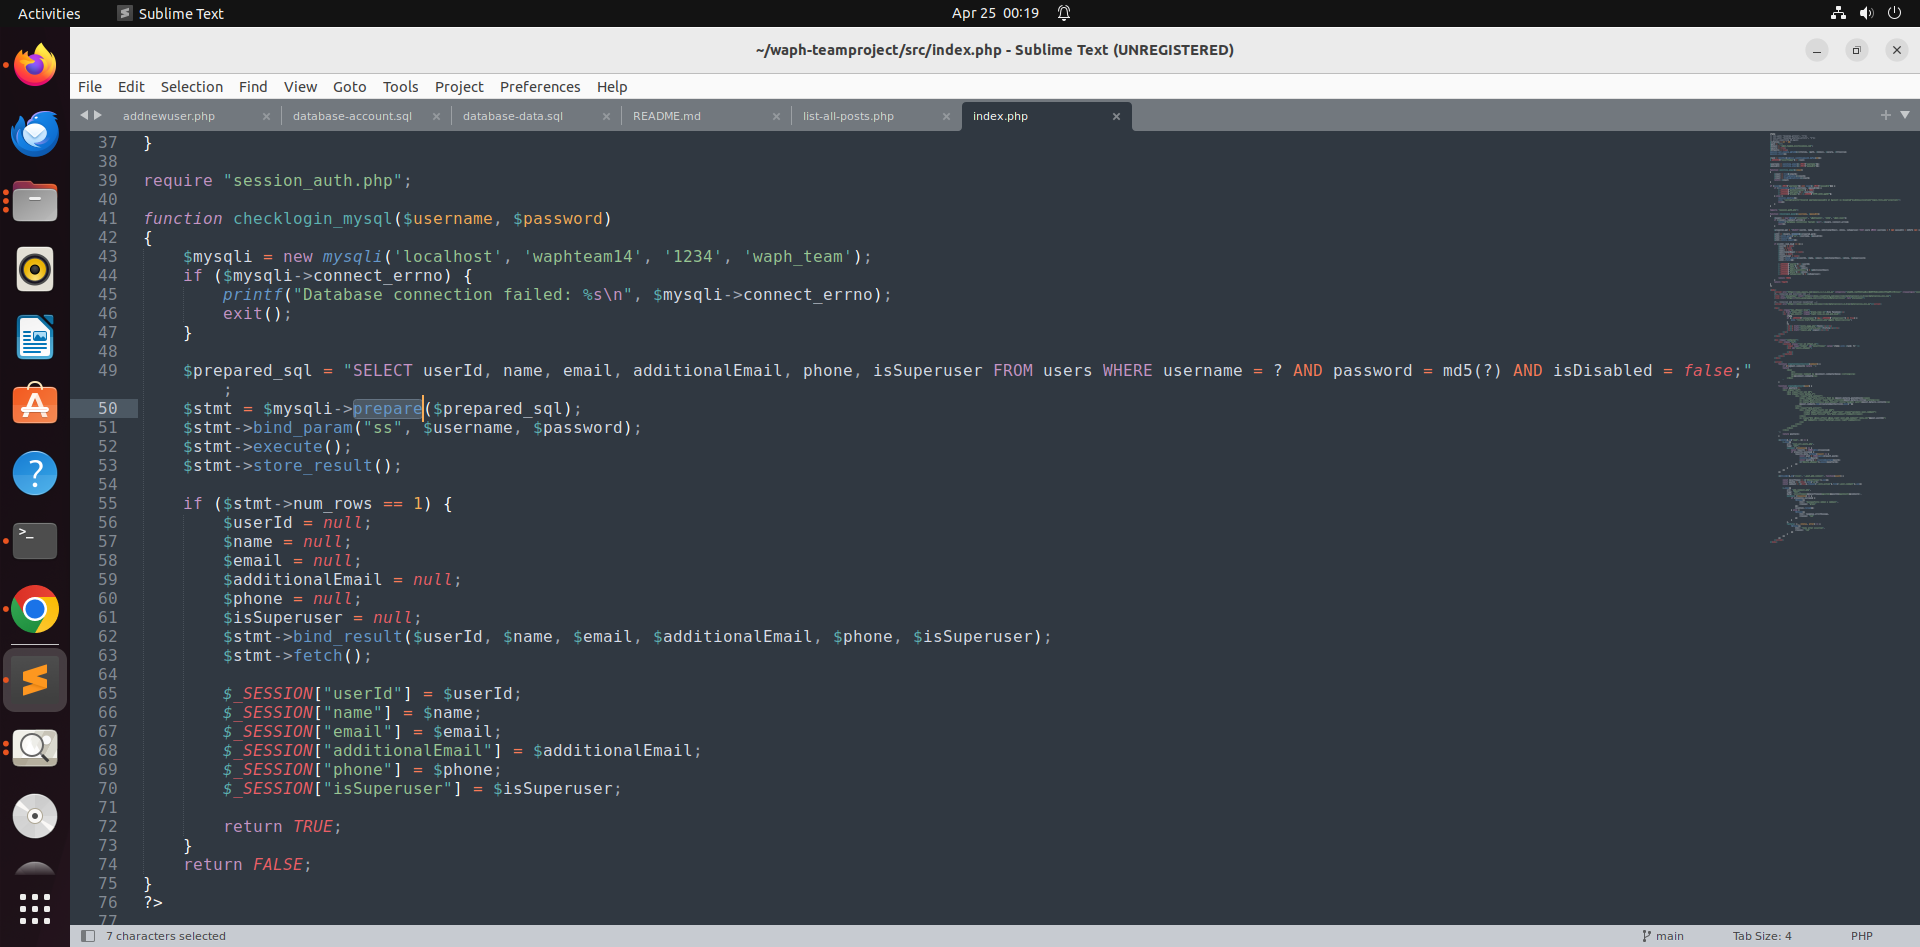 Activities
Sublime Text
Apr 25 00:19
~/waph-teamproject/src/index.php - Sublime Text (UNREGISTERED)
File Edit Selection Find View Goto Tools Project Preferences Help
addnewuser.php
database-account.sql
database-data.sql
README.md
list-all-posts.php
index.php
37 }
38
39 require "session_auth.php";
40
41 function checklogin_mysql($username, $password)
42 {
43 $mysqli = new mysqli('localhost', 'waphteam14', '1234', 'waph_team');
44 if ($mysqli->connect_errno) {
45 printf("Database connection failed: %s\n", $mysqli->connect_errno);
46 exit();
47 }
48
49 $prepared_sql = "SELECT userId, name, email, additionalEmail, phone, isSuperuser FROM users WHERE username = ? AND password = md5(?) AND isDisabled = false;"
;
50 $stmt = $mysqli->prepare($prepared_sql);
51 $stmt->bind_param("ss", $username, $password);
52 $stmt->execute();
53 $stmt->store_result();
54
55 if ($stmt->num_rows == 1) {
56 $userId = null;
57 $name = null;
58 $email = null;
59 $additionalEmail = null;
60 $phone = null;
61 $isSuperuser = null;
62 $stmt->bind_result($userId, $name, $email, $additionalEmail, $phone, $isSuperuser);
63 $stmt->fetch();
64
65 $_SESSION["userId"] = $userId;
66 $_SESSION["name"] = $name;
67 $_SESSION["email"] = $email;
68 $_SESSION["additionalEmail"] = $additionalEmail;
69 $_SESSION["phone"] = $phone;
70 $_SESSION["isSuperuser"] = $isSuperuser;
71
72 return TRUE;
73 }
74 return FALSE;
75 }
76 ?>
77
7 characters selected
main
Tab Size: 4
PHP